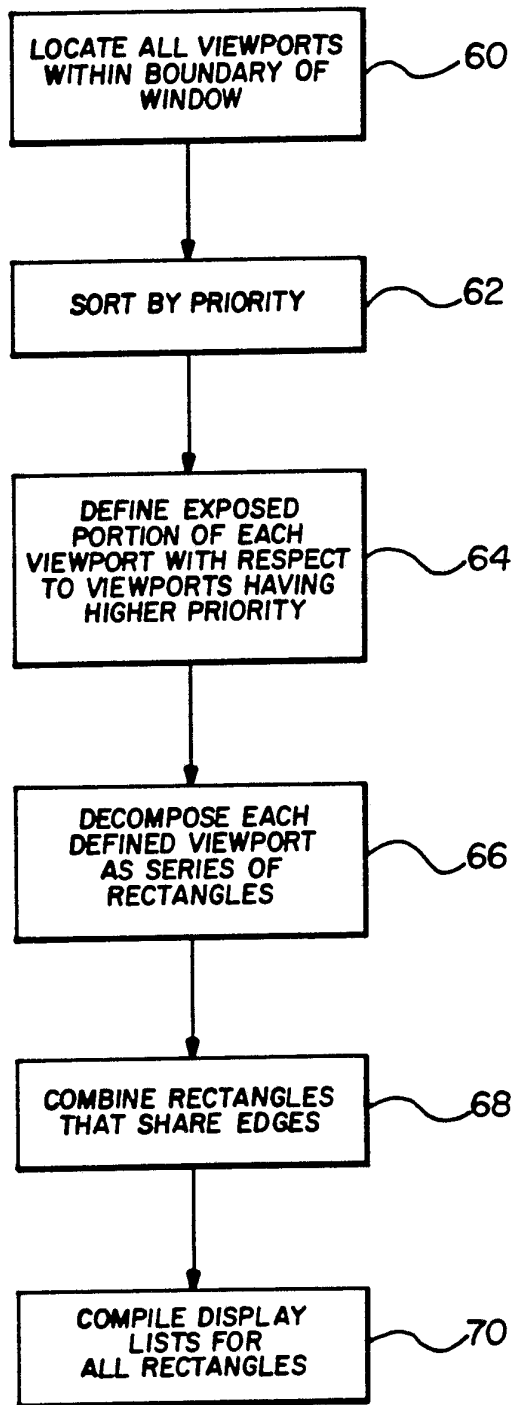 LOCATE ALL VIEWPORTS
WITHIN BOUNDARY OF
WINDOW
60
SORT BY PRIORITY
62
DEFINE EXPOSED
PORTION OF EACH
VIEWPORT WITH RESPECT
TO VIEWPORTS HAVING
HIGHER PRIORITY
64
DECOMPOSE EACH
DEFINED VIEWPORT
AS SERIES OF
RECTANGLES
66
COMBINE RECTANGLES
THAT SHARE EDGES
68
COMPILE DISPLAY
LISTS FOR
ALL RECTANGLES
70